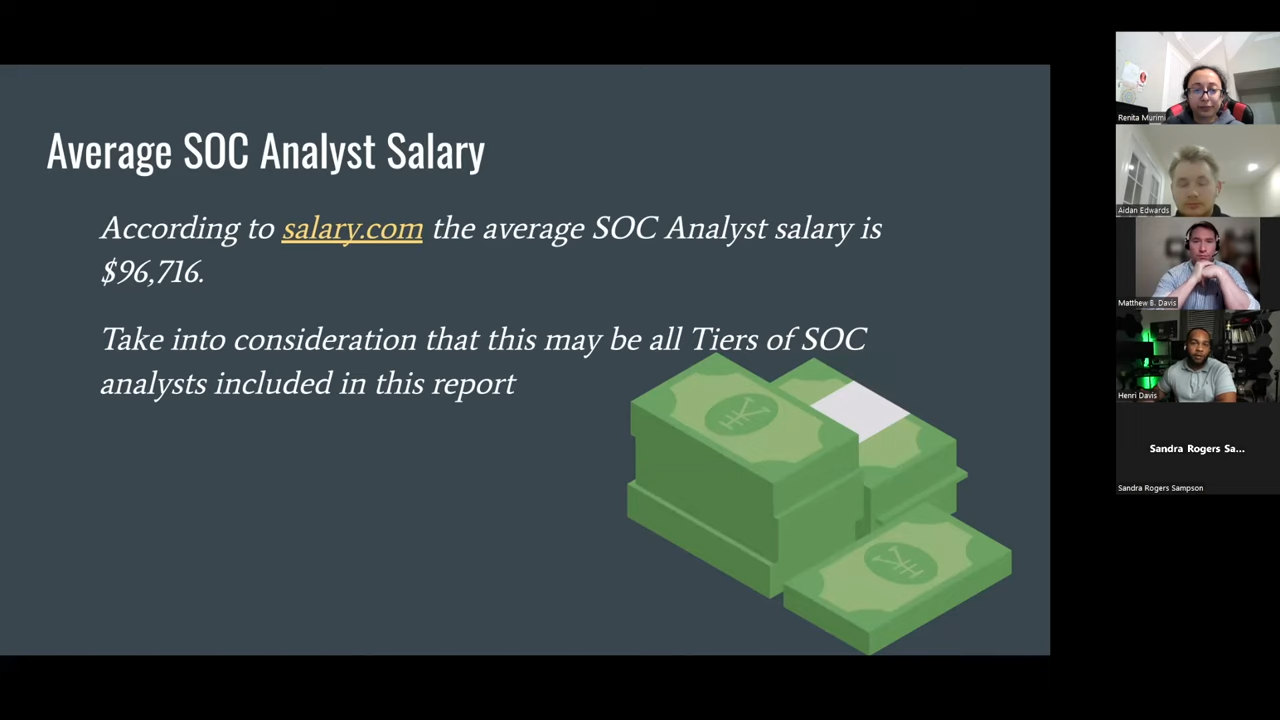 Average SOC Analyst Salary
According to salary.com the average SOC Analyst salary is
$96,716.
Take into consideration that this may be all Tiers of SOC
analysts included in this report
Renita Murimi
Aidan Edwards
Matthew B. Davis
Henri Davis
Sandra Rogers Sa...
Sandra Rogers Sampson